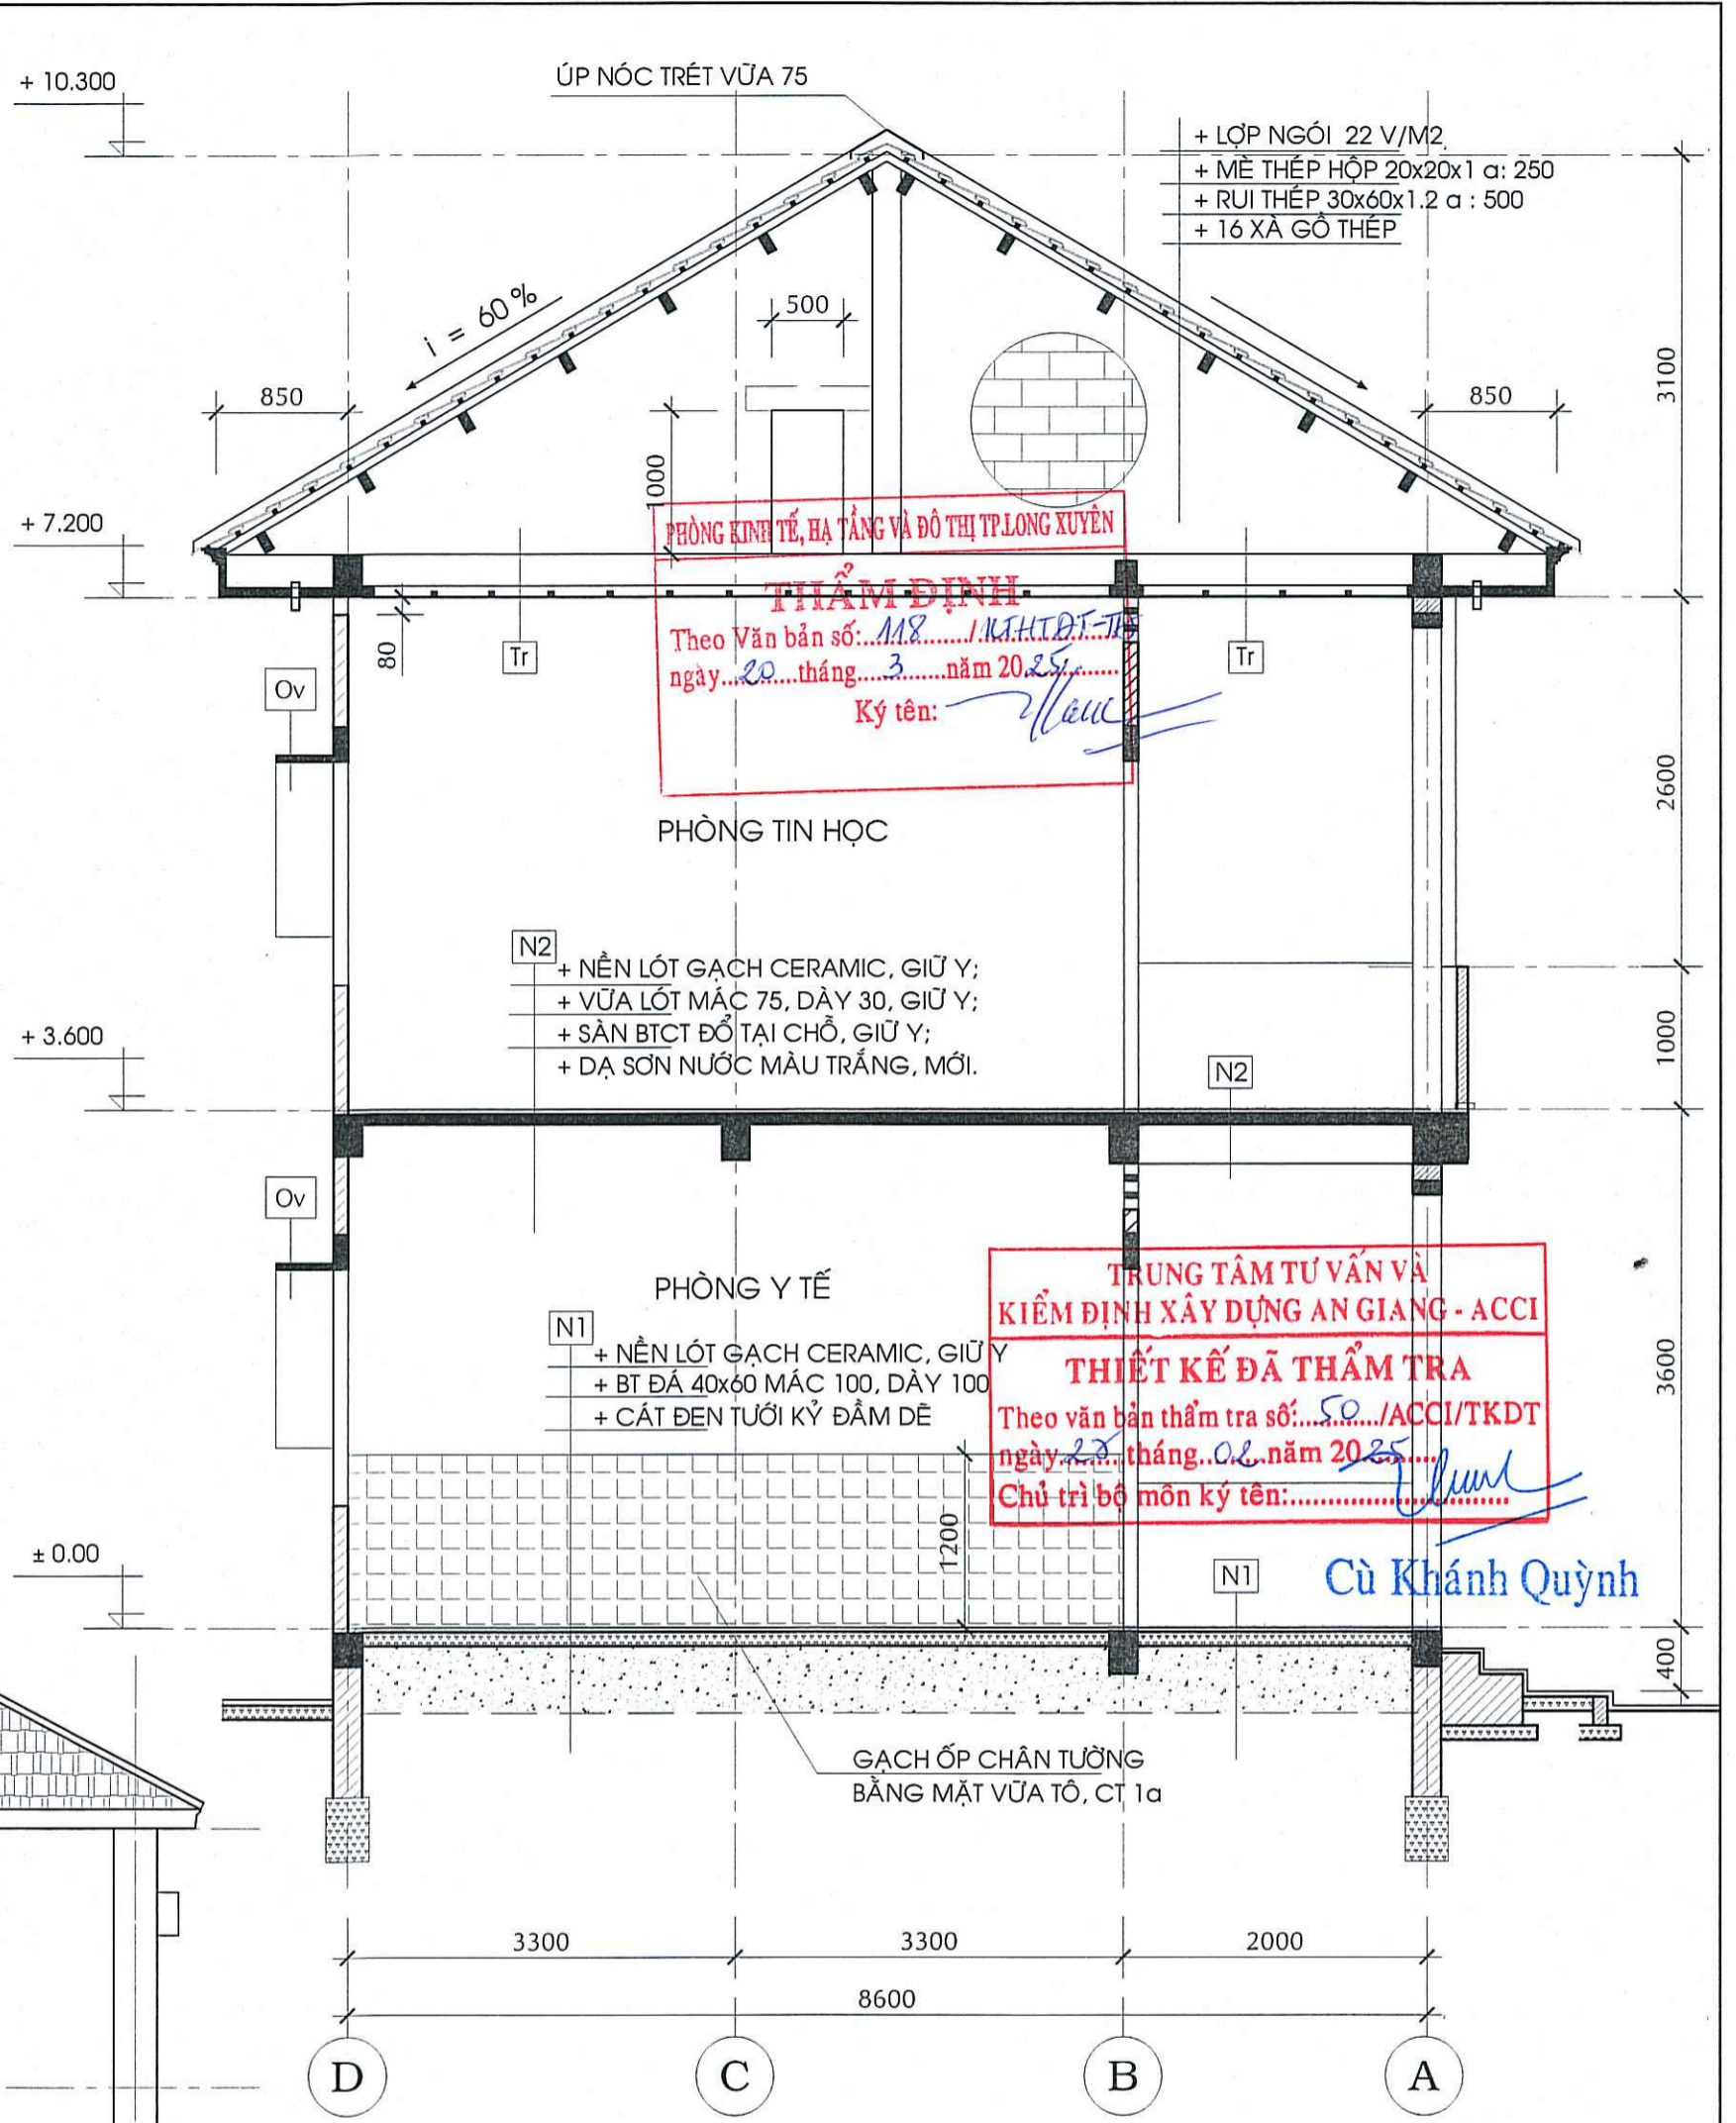 + 10.300
ÚP NÓC TRÉT VỮA 75
+ LỢP NGÓI 22 V/M2
+ MÈ THÉP HỘP 20x20x1 a: 250
+ RUI THÉP 30x60x1.2 a : 500
+ 16 XÀ GỒ THÉP
i = 60 %
500
850
850
3100
1000
+ 7.200
PHÒNG KINH TẾ, HẠ TẦNG VÀ ĐÔ THỊ TP.LONG XUYÊN
THẨM ĐỊNH
Theo Văn bản số: 118 / KTHTĐT-TĐ
ngày 20 tháng 3 năm 2025
Ký tên:
80
Tr
Tr
Ov
2600
PHÒNG TIN HỌC
N2
+ NỀN LÓT GẠCH CERAMIC, GIỮ Y;
+ VỮA LÓT MÁC 75, DÀY 30, GIỮ Y;
+ SÀN BTCT ĐỔ TẠI CHỖ, GIỮ Y;
+ DẠ SƠN NƯỚC MÀU TRẮNG, MỚI.
+ 3.600
1000
N2
Ov
PHÒNG Y TẾ
N1
+ NỀN LÓT GẠCH CERAMIC, GIỮ Y
+ BT ĐÁ 40x60 MÁC 100, DÀY 100
+ CÁT ĐEN TƯỚI KỶ ĐẦM DẼ
TRUNG TÂM TƯ VẤN VÀ
KIỂM ĐỊNH XÂY DỰNG AN GIANG - ACCI
THIẾT KẾ ĐÃ THẨM TRA
Theo văn bản thẩm tra số: 50 /ACCI/TKDT
ngày tháng 02 năm 2025
Chủ trì bộ môn ký tên:
Cù Khánh Quỳnh
3600
1200
± 0.00
N1
400
GẠCH ỐP CHÂN TƯỜNG
BẰNG MẶT VỮA TÔ, CT 1a
3300
3300
2000
8600
D
C
B
A